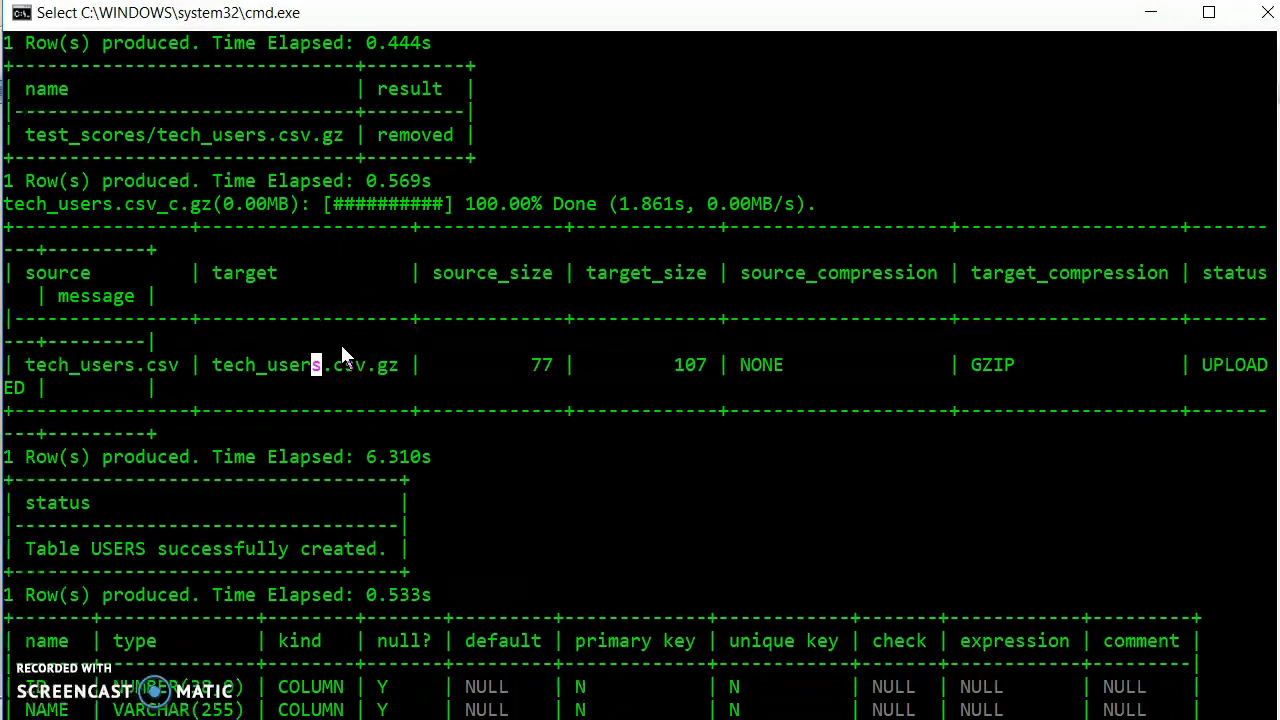 Select C:\WINDOWS\system32\cmd.exe
1 Row(s) produced. Time Elapsed: 0.444s
+-------------------------------+---------+
| name                          | result  |
|-------------------------------+---------|
| test_scores/tech_users.csv.gz | removed |
+-------------------------------+---------+
1 Row(s) produced. Time Elapsed: 0.569s
tech_users.csv_c.gz(0.00MB): [##########] 100.00% Done (1.861s, 0.00MB/s).
+----------------+-------------------+-------------+-------------+--------------------+--------------------+-------
---+---------+
| source         | target            | source_size | target_size | source_compression | target_compression | status
   | message |
|----------------+-------------------+-------------+-------------+--------------------+--------------------+-------
---+---------|
| tech_users.csv | tech_users.csv.gz |          77 |         107 | NONE               | GZIP               | UPLOAD
ED |         |
+----------------+-------------------+-------------+-------------+--------------------+--------------------+-------
---+---------+
1 Row(s) produced. Time Elapsed: 6.310s
+-----------------------------------+
| status                            |
|-----------------------------------|
| Table USERS successfully created. |
+-----------------------------------+
1 Row(s) produced. Time Elapsed: 0.533s
+------+--------------+--------+-------+---------+-------------+------------+-------+------------+---------+
| name | type         | kind   | null? | default | primary key | unique key | check | expression | comment |
|------+--------------+--------+-------+---------+-------------+------------+-------+------------+---------|
| ID   | NUMBER(38,0) | COLUMN | Y     | NULL    | N           | N          | NULL  | NULL       | NULL    |
| NAME | VARCHAR(255) | COLUMN | Y     | NULL    | N           | N          | NULL  | NULL       | NULL    |
RECORDED WITH
SCREENCAST MATIC